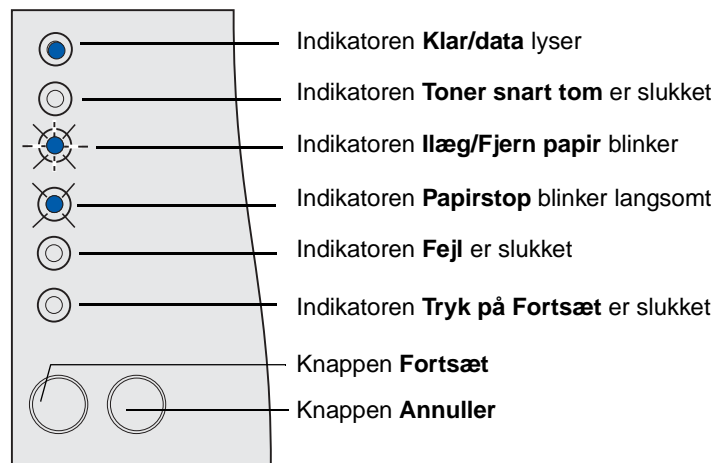 Indikatoren Klar/data lyser
Indikatoren Toner snart tom er slukket
Indikatoren Ilæg/Fjern papir blinker
Indikatoren Papirstop blinker langsomt
Indikatoren Fejl er slukket
Indikatoren Tryk på Fortsæt er slukket
Knappen Fortsæt
Knappen Annuller